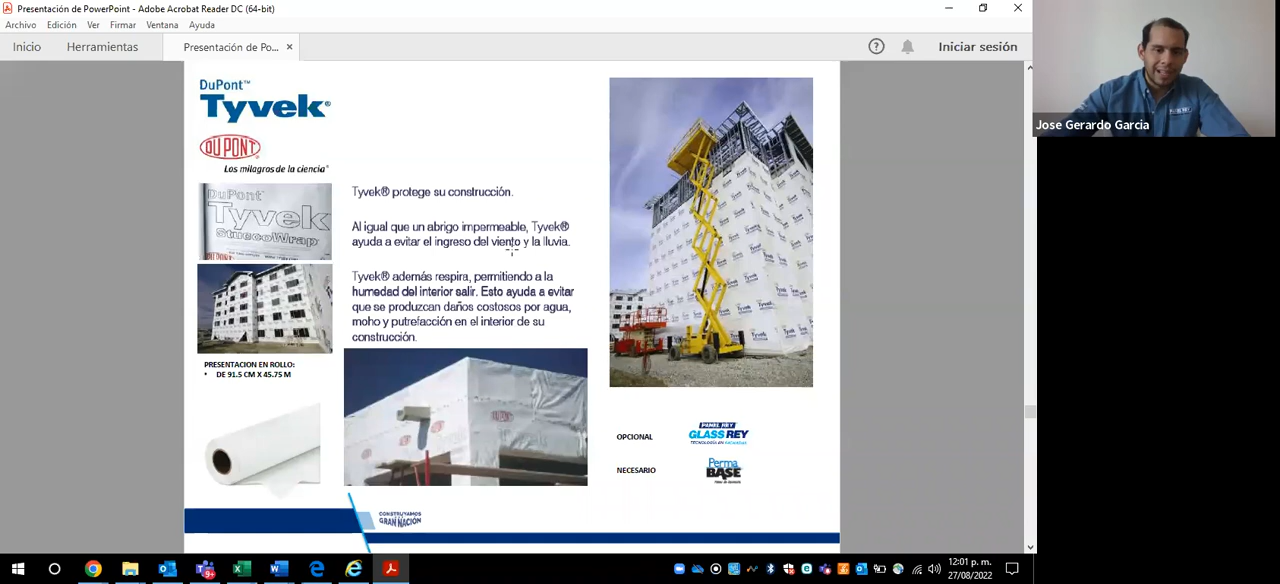 Presentación de PowerPoint - Adobe Acrobat Reader DC (64-bit)
Archivo Edición Ver Firmar Ventana Ayuda
Inicio Herramientas Presentación de Po... × Iniciar sesión
DuPont™
Tyvek®
DUPONT
Los milagros de la ciencia®
DuPont
Tyvek
StuccoWrap
Tyvek® protege su construcción.
Al igual que un abrigo impermeable, Tyvek®
ayuda a evitar el ingreso del viento y la lluvia.
Tyvek® además respira, permitiendo a la
humedad del interior salir. Esto ayuda a evitar
que se produzcan daños costosos por agua,
moho y putrefacción en el interior de su
construcción.
PRESENTACION EN ROLLO:
• DE 91.5 CM X 45.75 M
OPCIONAL
PANEL REY
GLASS REY
TECNOLOGÍA EN FACHADAS
NECESARIO
Perma
BASE
CONSTRUYAMOS
GRAN NACIÓN
Jose Gerardo Garcia
12:01 p. m.
27/08/2022